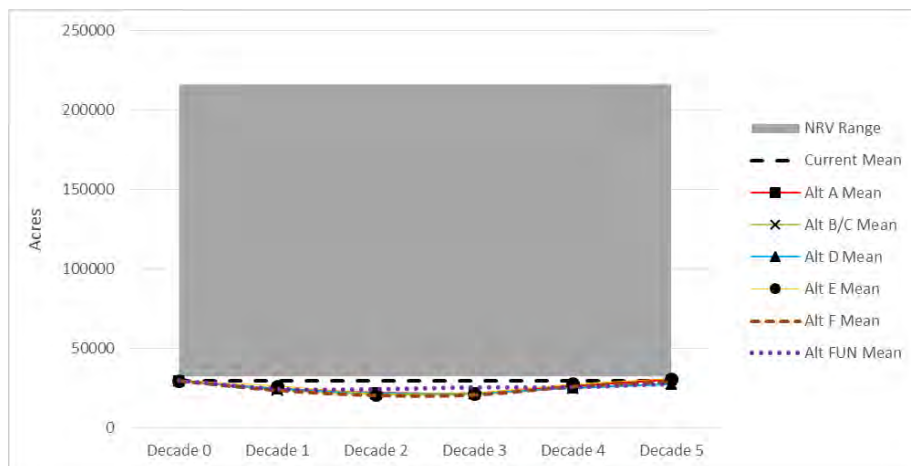 250000
200000
150000
100000
50000
0
Acres
Decade 0 Decade 1 Decade 2 Decade 3 Decade 4 Decade 5
NRV Range
Current Mean
Alt A Mean
Alt B/C Mean
Alt D Mean
Alt E Mean
Alt F Mean
Alt FUN Mean